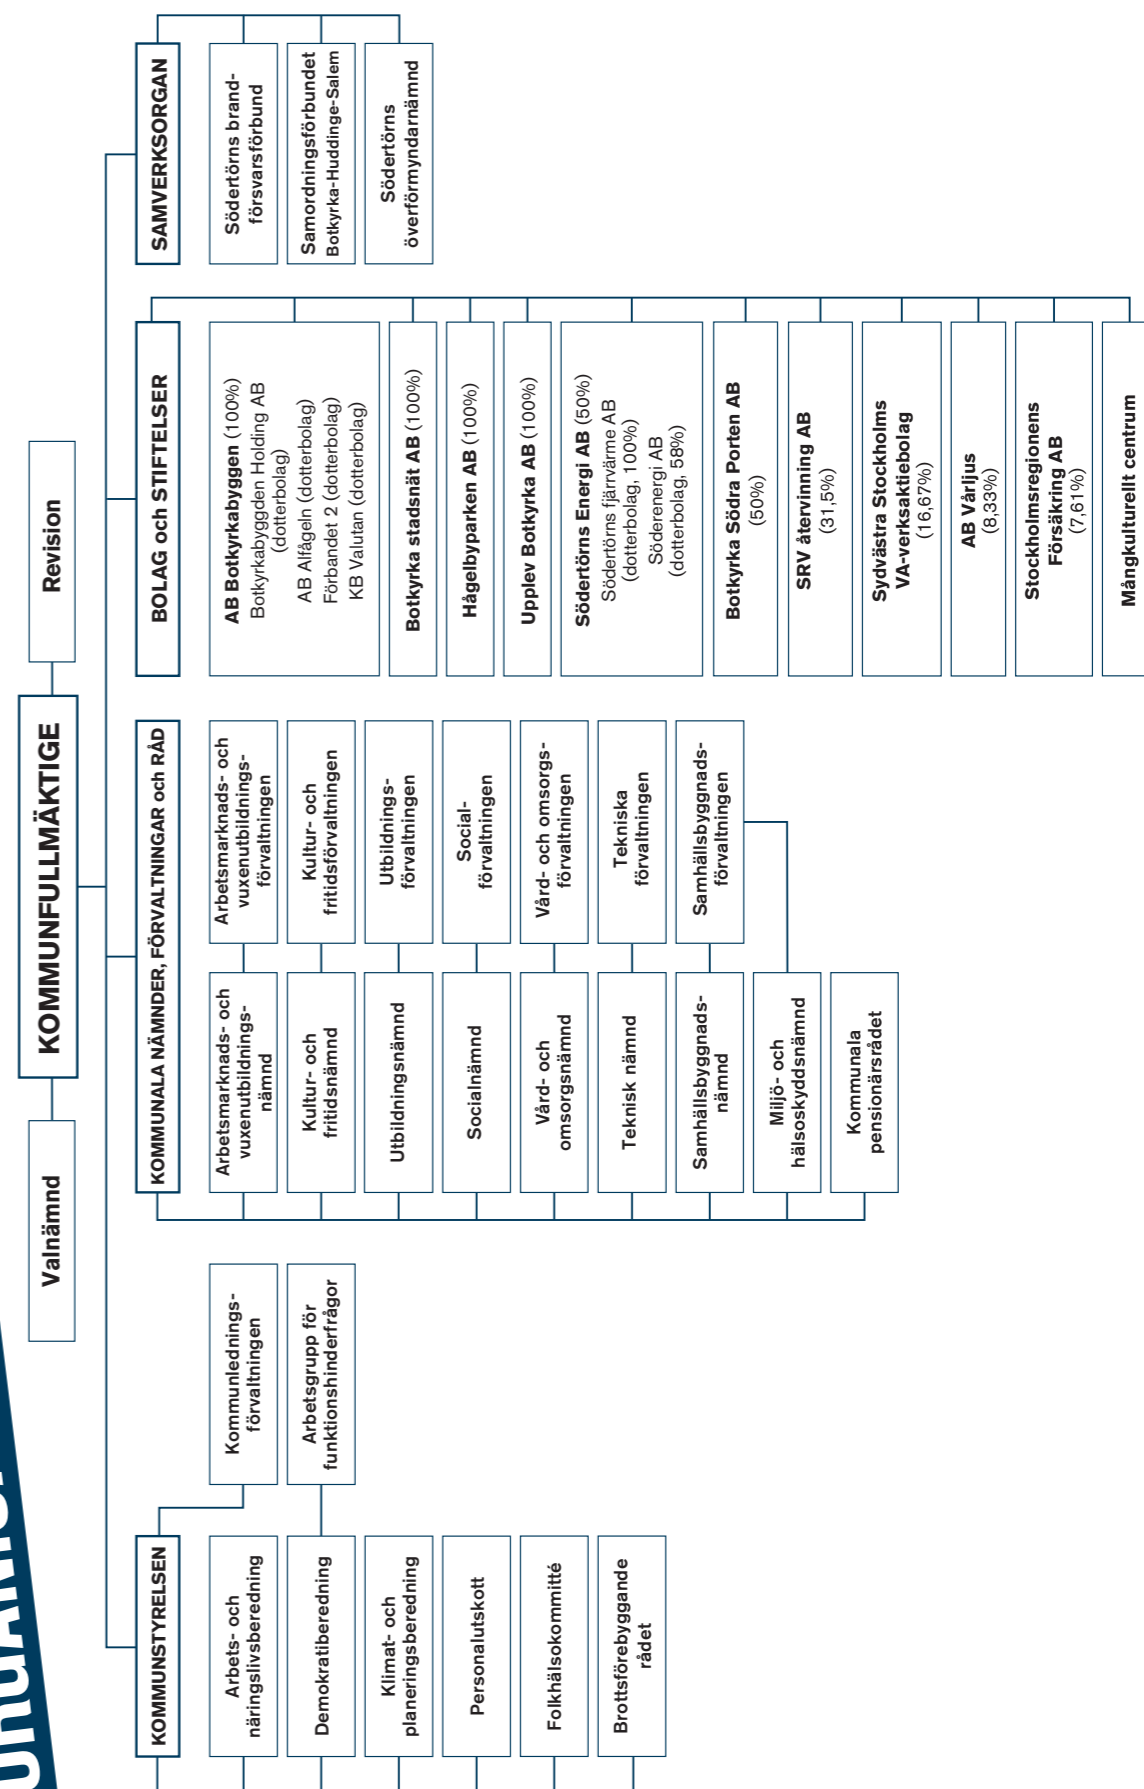 KOMMUNFULLMÄKTIGE
Valnämnd
Revision
KOMMUNSTYRELSEN
Kommunlednings-
förvaltningen
Arbets- och
näringslivsberedning
Demokratiberedning
Arbetsgrupp för
funktionshinderfrågor
Klimat- och
planeringsberedning
Personalutskott
Folkhälsokommitté
Brottsförebyggande
rådet
KOMMUNALA NÄMNDER, FÖRVALTNINGAR och RÅD
Arbetsmarknads- och
vuxenutbildnings-
nämnd
Arbetsmarknads- och
vuxenutbildnings-
förvaltningen
Kultur- och
fritidsnämnd
Kultur- och
fritidsförvaltningen
Utbildningsnämnd
Utbildnings-
förvaltningen
Socialnämnd
Social-
förvaltningen
Vård- och
omsorgsnämnd
Vård- och omsorgs-
förvaltningen
Teknisk nämnd
Tekniska
förvaltningen
Samhällsbyggnads-
nämnd
Samhällsbyggnads-
förvaltningen
Miljö- och
hälsoskyddsnämnd
Kommunala
pensionärsrådet
BOLAG och STIFTELSER
AB Botkyrkabyggen (100%)
Botkyrkabyggden Holding AB
(dotterbolag)
AB Alfågeln (dotterbolag)
Förbandet 2 (dotterbolag)
KB Valutan (dotterbolag)
Botkyrka stadsnät AB (100%)
Hågelbyparken AB (100%)
Upplev Botkyrka AB (100%)
Södertörns Energi AB (50%)
Södertörns fjärrvärme AB
(dotterbolag, 100%)
Söderenergi AB
(dotterbolag, 58%)
Botkyrka Södra Porten AB
(50%)
SRV återvinning AB
(31,5%)
Sydvästra Stockholms
VA-verksaktiebolag
(16,67%)
AB Vårljus
(8,33%)
Stockholmsregionens
Försäkring AB
(7,61%)
Mångkulturellt centrum
SAMVERKSORGAN
Södertörns brand-
försvarsförbund
Samordningsförbundet
Botkyrka-Huddinge-Salem
Södertörns
överförmyndarnämnd